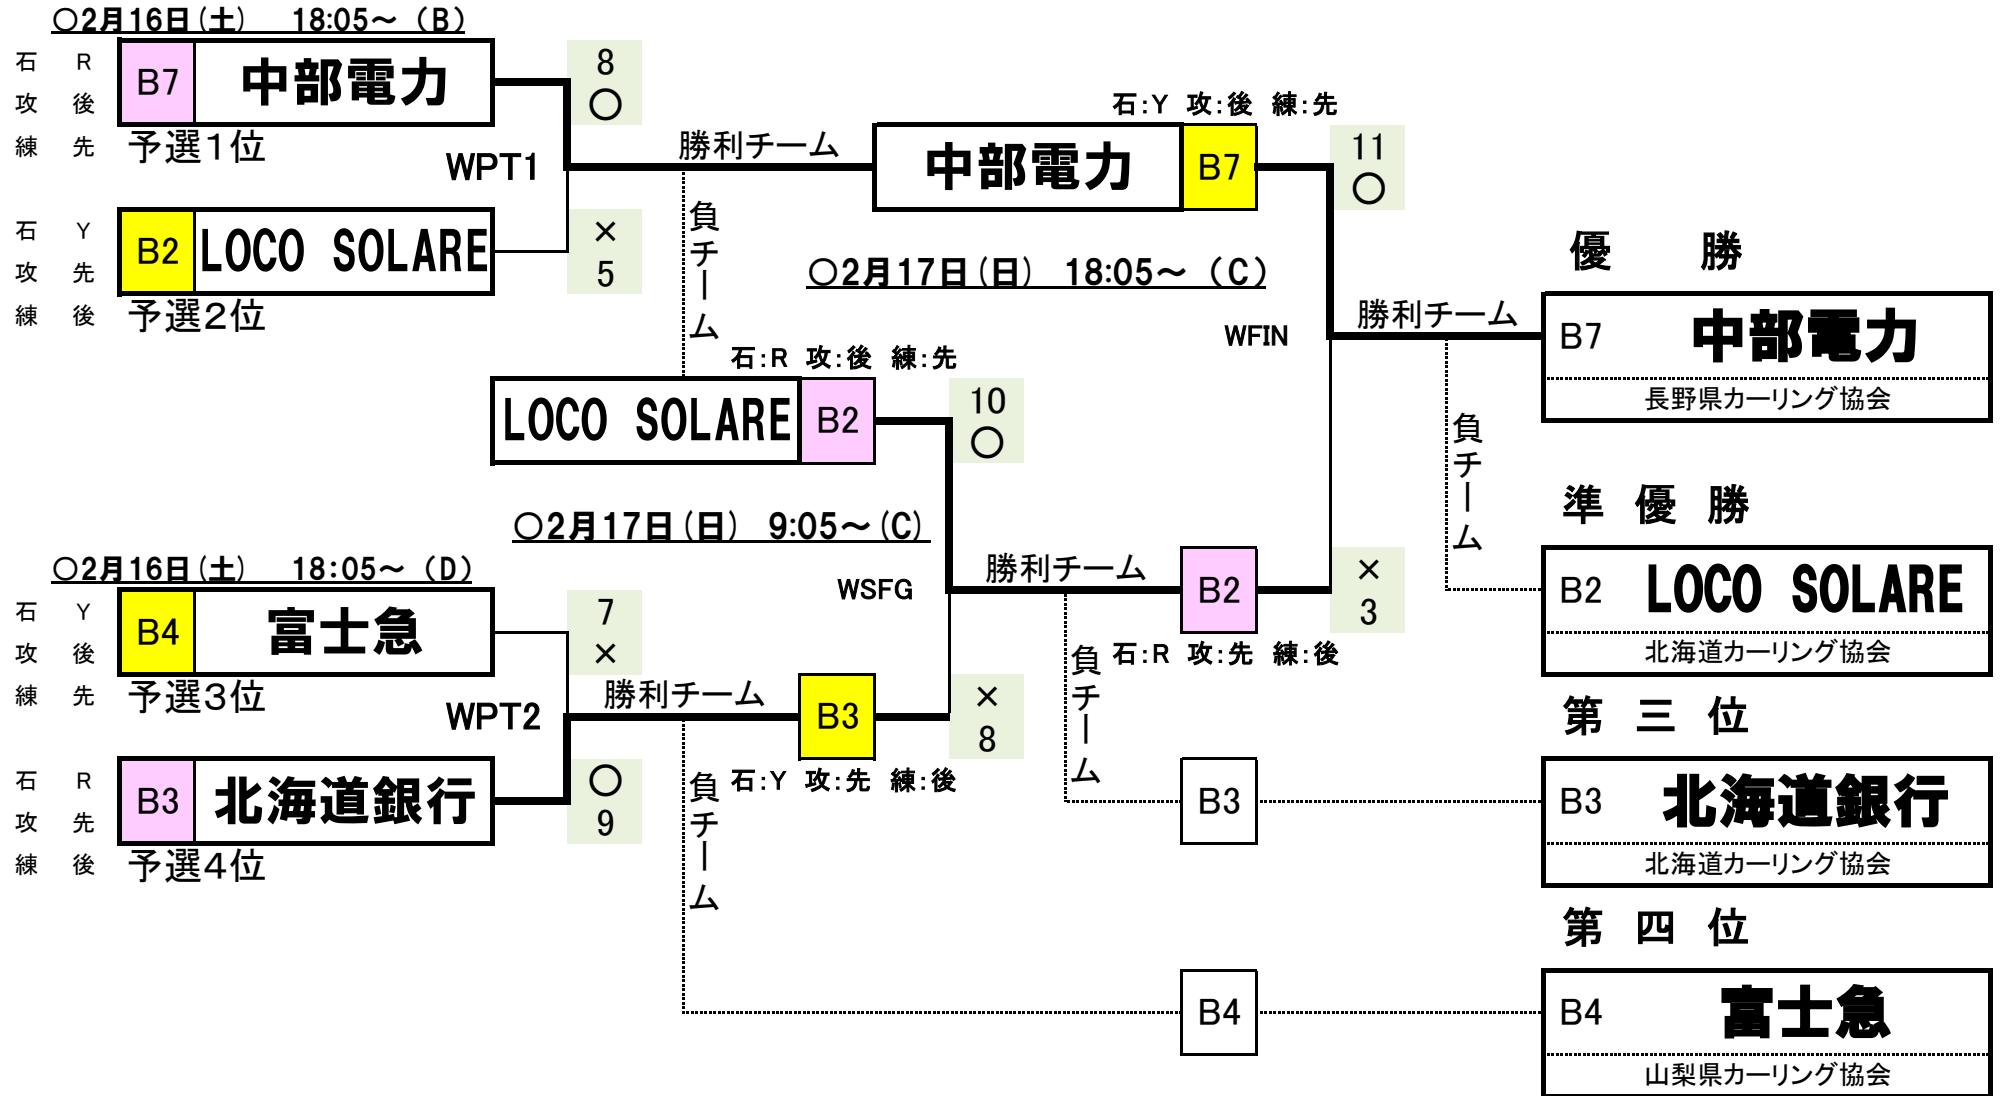 ○2月16日(土) 18:05～（B）
石 R
攻 後
練 先
B7 中部電力
予選1位
8
○
WPT1
石 Y
攻 先
練 後
B2 LOCO SOLARE
予選2位
×
5
勝利チーム
負チーム
石:Y 攻:後 練:先
中部電力 B7
11
○
○2月17日(日) 18:05～（C）
WFIN
石:R 攻:後 練:先
LOCO SOLARE B2
10
○
○2月17日(日) 9:05～(C)
WSFG
○2月16日(土) 18:05～（D）
石 Y
攻 後
練 先
B4 富士急
予選3位
7
×
WPT2
石 R
攻 先
練 後
B3 北海道銀行
予選4位
○
9
勝利チーム
負チーム
B3
石:Y 攻:先 練:後
×
8
勝利チーム
負チーム
B2
石:R 攻:先 練:後
×
3
B3
B4
勝利チーム
負チーム
優 勝
B7 中部電力
長野県カーリング協会
準 優 勝
B2 LOCO SOLARE
北海道カーリング協会
第 三 位
B3 北海道銀行
北海道カーリング協会
第 四 位
B4 富士急
山梨県カーリング協会